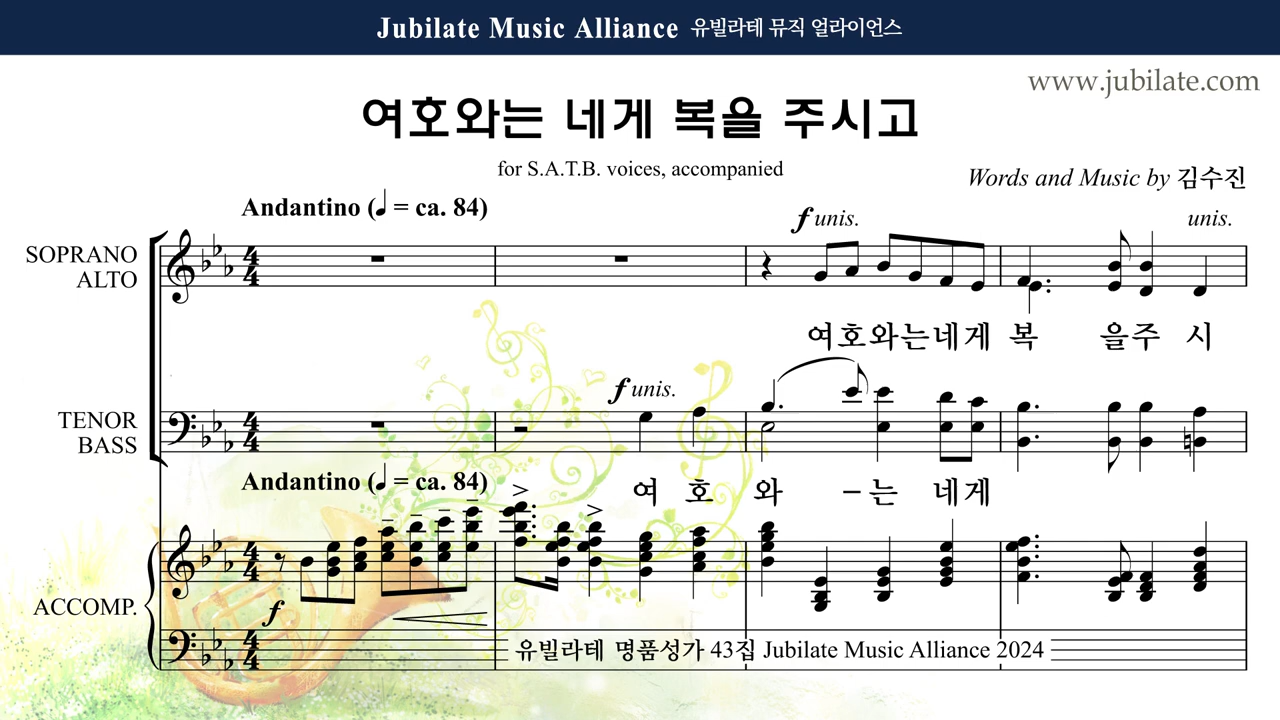 Jubilate Music Alliance 유빌라테 뮤직 얼라이언스
www.jubilate.com
여호와는 네게 복을 주시고
for S.A.T.B. voices, accompanied
Words and Music by 김수진
Andantino (♩ = ca. 84)
f unis.
unis.
SOPRANO
ALTO
여호와는네게 복 을주 시
f unis.
TENOR
BASS
여 호 와 –는 네게
Andantino (♩ = ca. 84)
f
ACCOMP.
유빌라테 명품성가 43집 Jubilate Music Alliance 2024